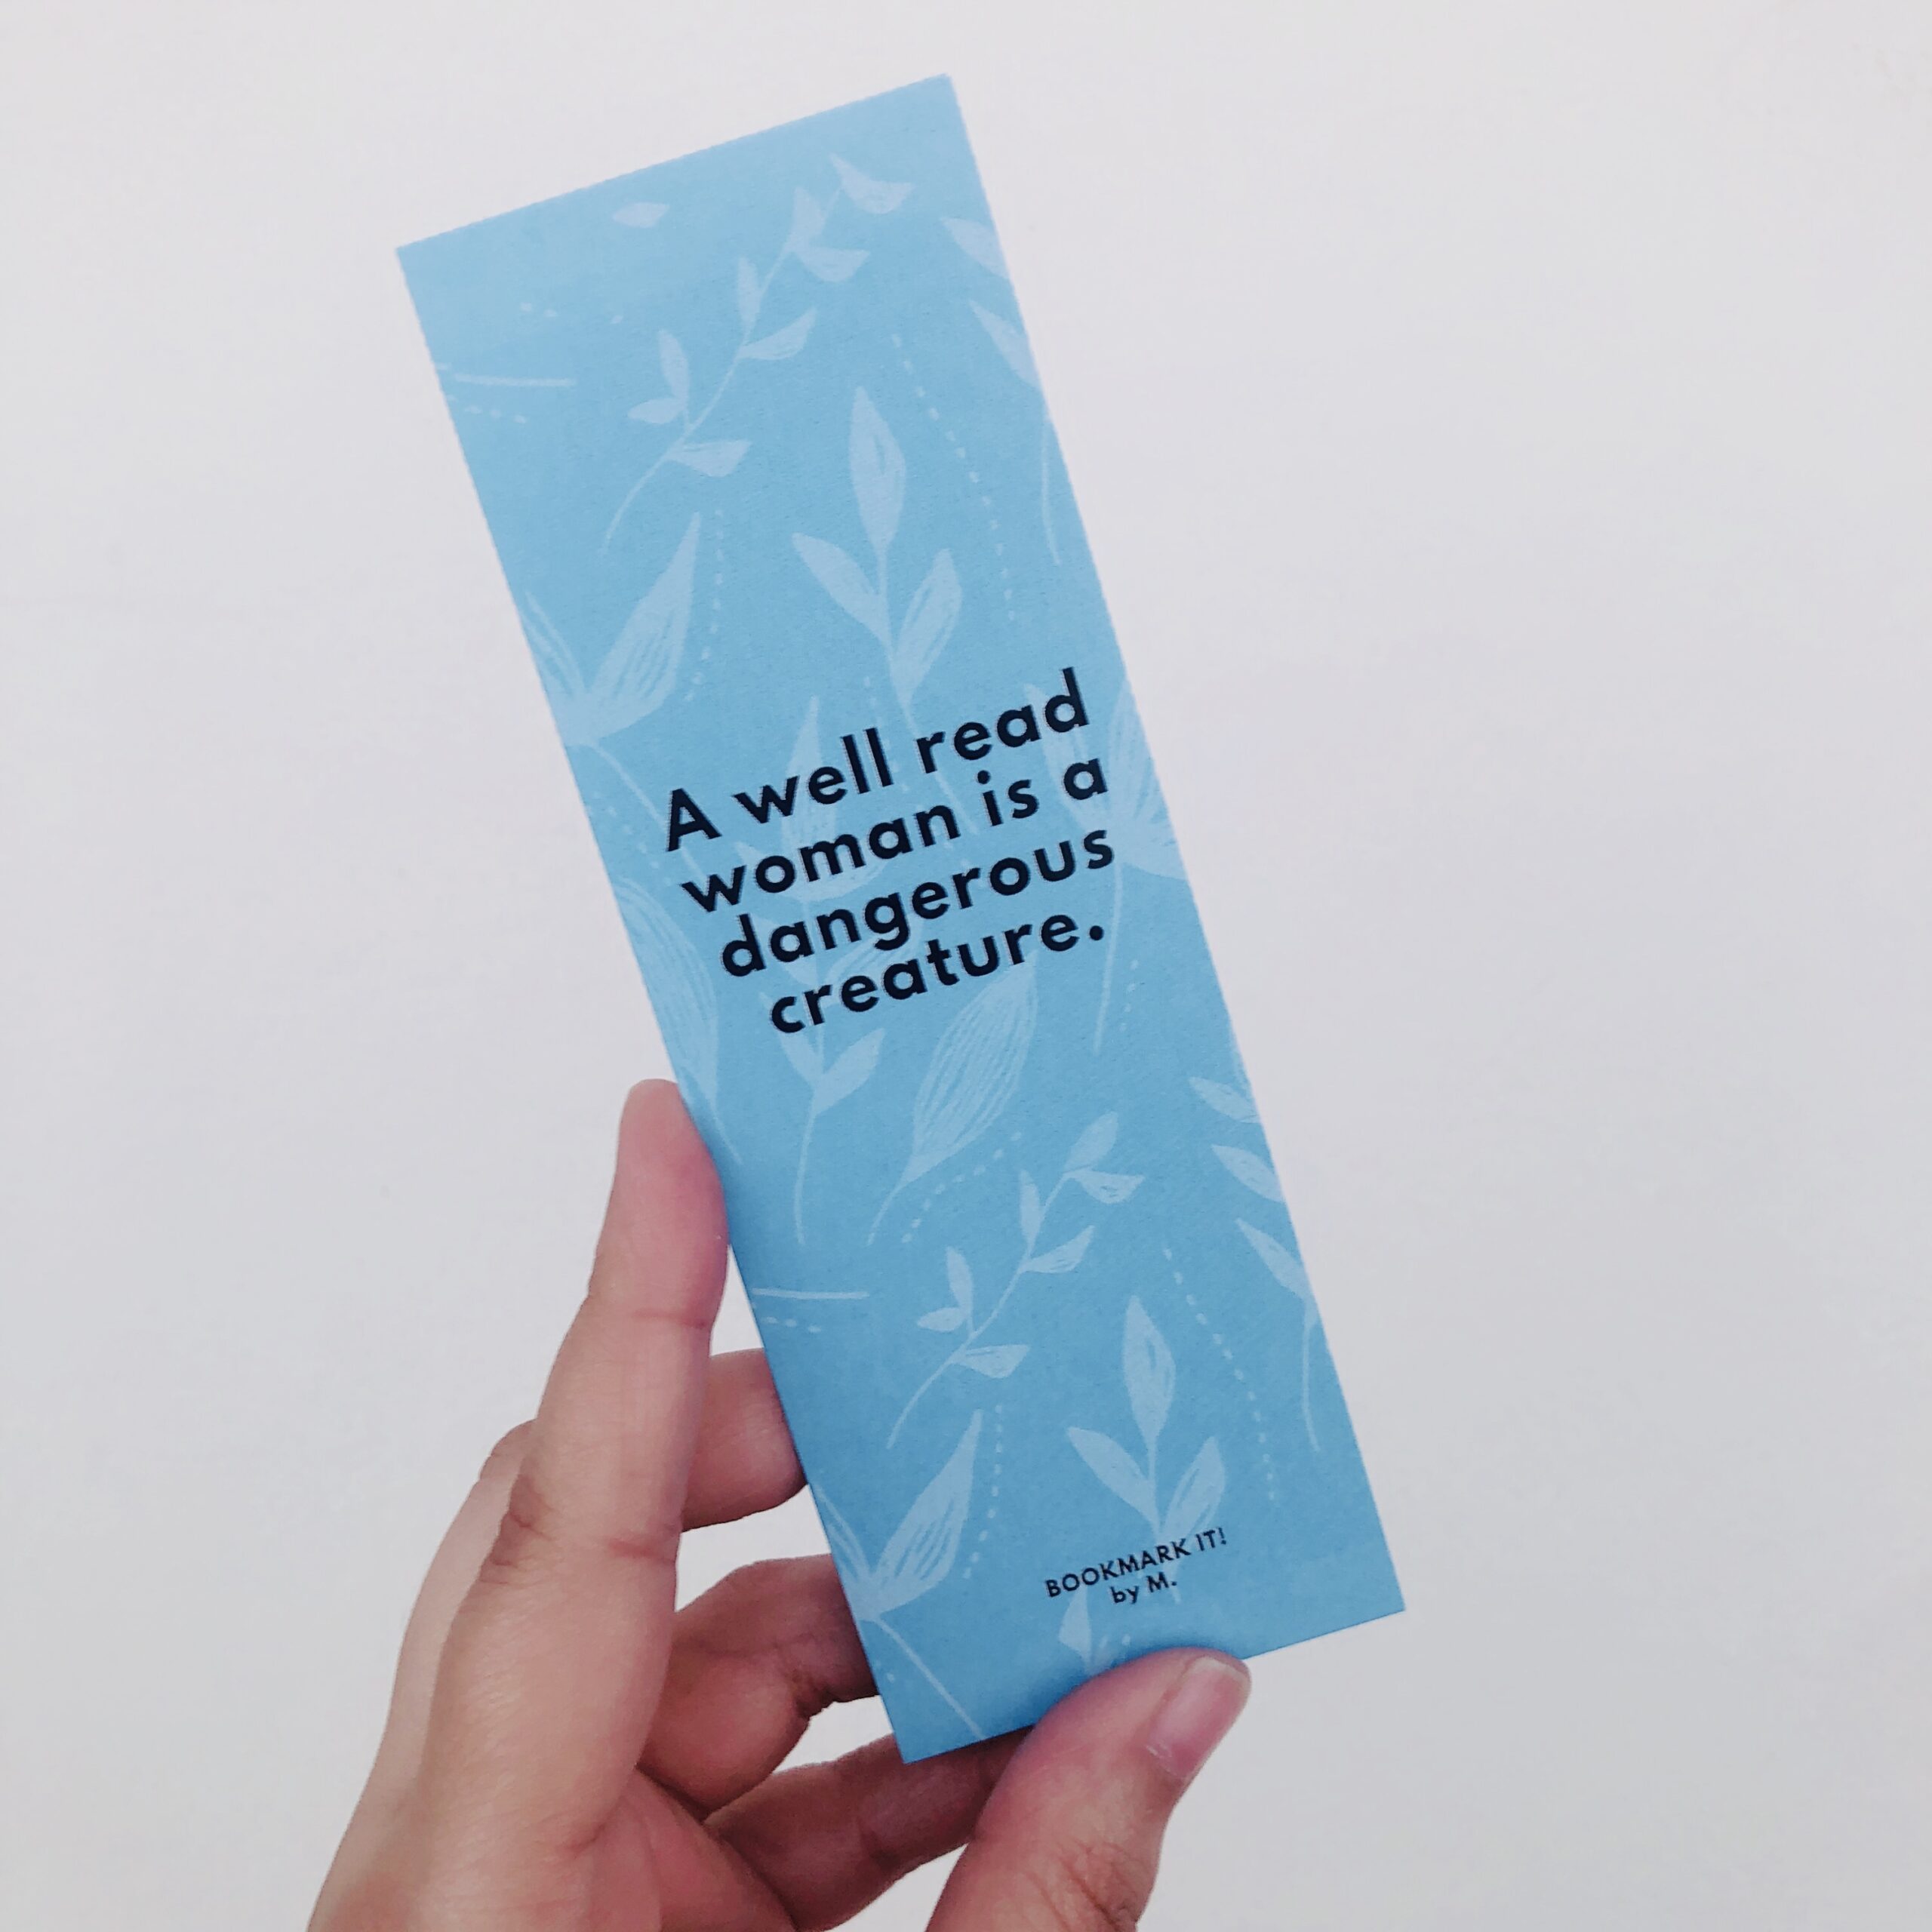 A well read
woman is a
dangerous
creature.
BOOKMARK IT!
by M.